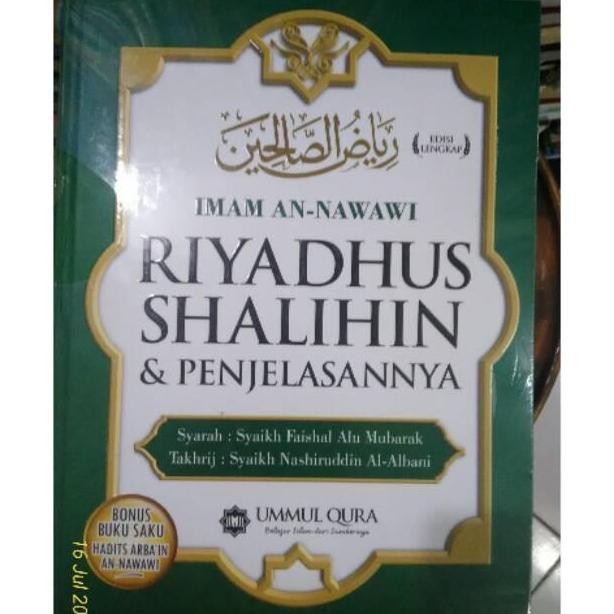 رياض الصالحين
EDISI
LENGKAP
IMAM AN-NAWAWI
RIYADHUS
SHALIHIN
& PENJELASANNYA
Syarah : Syaikh Faishal Alu Mubarak
Takhrij : Syaikh Nashiruddin Al-Albani
UMMUL QURA
Belajar Islam dari Sumbernya
BONUS
BUKU SAKU
HADITS ARBA'IN
AN-NAWAWI
16 Jul 20